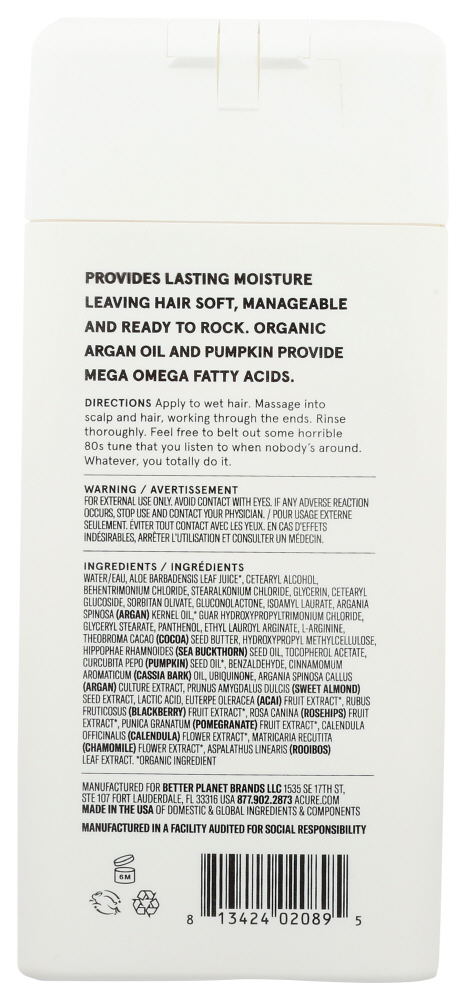 PROVIDES LASTING MOISTURE
LEAVING HAIR SOFT, MANAGEABLE
AND READY TO ROCK. ORGANIC
ARGAN OIL AND PUMPKIN PROVIDE
MEGA OMEGA FATTY ACIDS.
DIRECTIONS Apply to wet hair. Massage into
scalp and hair, working through the ends. Rinse
thoroughly. Feel free to belt out some horrible
80s tune that you listen to when nobody's around.
Whatever, you totally do it.
WARNING / AVERTISSEMENT
FOR EXTERNAL USE ONLY. AVOID CONTACT WITH EYES. IF ANY ADVERSE REACTION
OCCURS, STOP USE AND CONTACT YOUR PHYSICIAN. / POUR USAGE EXTERNE
SEULEMENT. ÉVITER TOUT CONTACT AVEC LES YEUX. EN CAS D'EFFETS
INDÉSIRABLES, ARRÊTER L'UTILISATION ET CONSULTER UN MÉDECIN.
INGREDIENTS / INGRÉDIENTS
WATER/EAU, ALOE BARBADENSIS LEAF JUICE*, CETEARYL ALCOHOL,
BEHENTRIMONIUM CHLORIDE, STEARALKONIUM CHLORIDE, GLYCERIN, CETEARYL
GLUCOSIDE, SORBITAN OLIVATE, GLUCONOLACTONE, ISOAMYL LAURATE, ARGANIA
SPINOSA (ARGAN) KERNEL OIL,* GUAR HYDROXYPROPYLTRIMONIUM CHLORIDE,
GLYCERYL STEARATE, PANTHENOL, ETHYL LAUROYL ARGINATE, L-ARGININE,
THEOBROMA CACAO (COCOA) SEED BUTTER, HYDROXYPROPYL METHYLCELLULOSE,
HIPPOPHAE RHAMNOIDES (SEA BUCKTHORN) SEED OIL, TOCOPHEROL ACETATE,
CURCUBITA PEPO (PUMPKIN) SEED OIL*, BENZALDEHYDE, CINNAMOMUM
AROMATICUM (CASSIA BARK) OIL, UBIQUINONE, ARGANIA SPINOSA CALLUS
(ARGAN) CULTURE EXTRACT, PRUNUS AMYGDALUS DULCIS (SWEET ALMOND)
SEED EXTRACT, LACTIC ACID, EUTERPE OLERACEA (ACAI) FRUIT EXTRACT*, RUBUS
FRUTICOSUS (BLACKBERRY) FRUIT EXTRACT*, ROSA CANINA (ROSEHIPS) FRUIT
EXTRACT*, PUNICA GRANATUM (POMEGRANATE) FRUIT EXTRACT*, CALENDULA
OFFICINALIS (CALENDULA) FLOWER EXTRACT*, MATRICARIA RECUTITA
(CHAMOMILE) FLOWER EXTRACT*, ASPALATHUS LINEARIS (ROOIBOS)
LEAF EXTRACT. *ORGANIC INGREDIENT
MANUFACTURED FOR BETTER PLANET BRANDS LLC 1535 SE 17TH ST,
STE 107 FORT LAUDERDALE, FL 33316 USA 877.902.2873 ACURE.COM
MADE IN THE USA OF DOMESTIC & GLOBAL INGREDIENTS & COMPONENTS
MANUFACTURED IN A FACILITY AUDITED FOR SOCIAL RESPONSIBILITY
6M
8 13424 02089 5